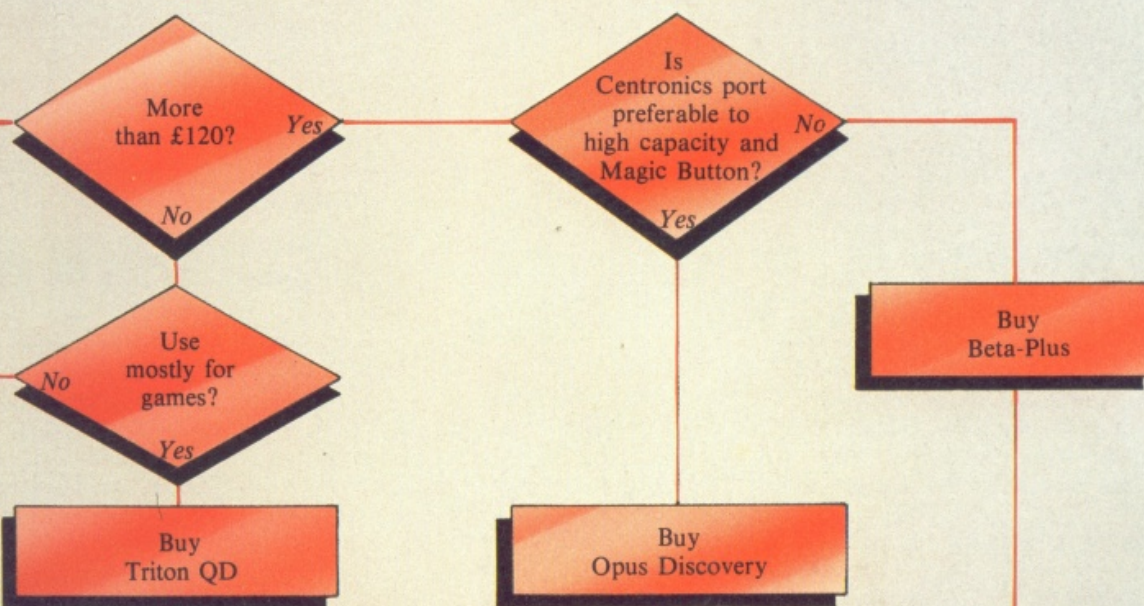 More
than £120?
Yes
No
Is
Centronics port
preferable to
high capacity and
Magic Button?
No
Yes
Use
mostly for
games?
No
Yes
Buy
Beta-Plus
Buy
Triton QD
Buy
Opus Discovery